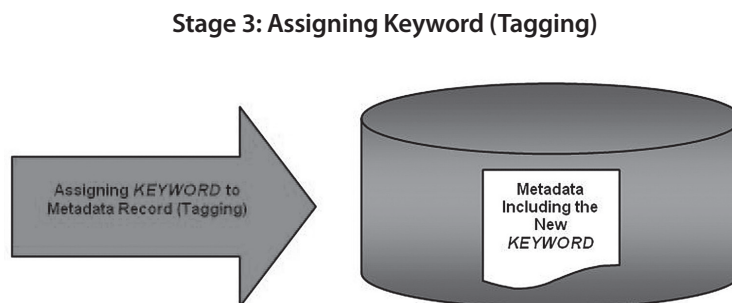 Stage 3: Assigning Keyword (Tagging)
Assigning KEYWORD to
Metadata Record (Tagging)
Metadata
Including the
New
KEYWORD